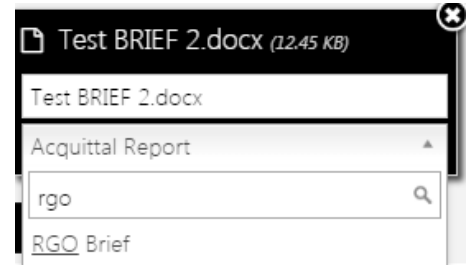 Test BRIEF 2.docx (12.45 KB)
Test BRIEF 2.docx
Acquittal Report
rgo
RGO Brief